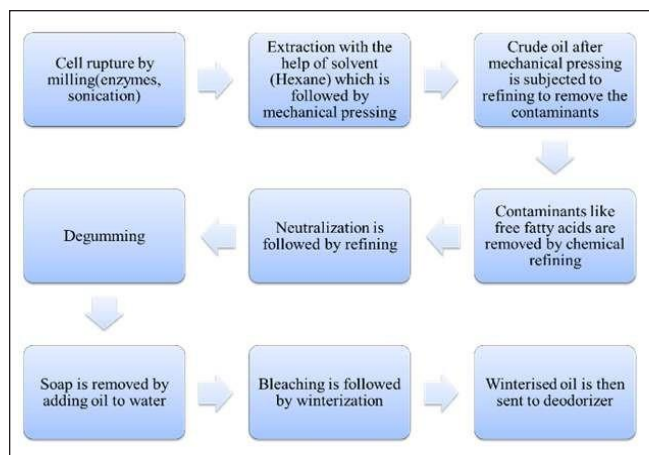 Cell rupture by
milling(enzymes,
sonication)
Extraction with the
help of solvent
(Hexane) which is
followed by
mechanical pressing
Crude oil after
mechanical pressing
is subjected to
refining to remove the
contaminants
Contaminants like
free fatty acids are
removed by chemical
refining
Neutralization is
followed by refining
Degumming
Soap is removed by
adding oil to water
Bleaching is followed
by winterization
Winterised oil is then
sent to deodorizer